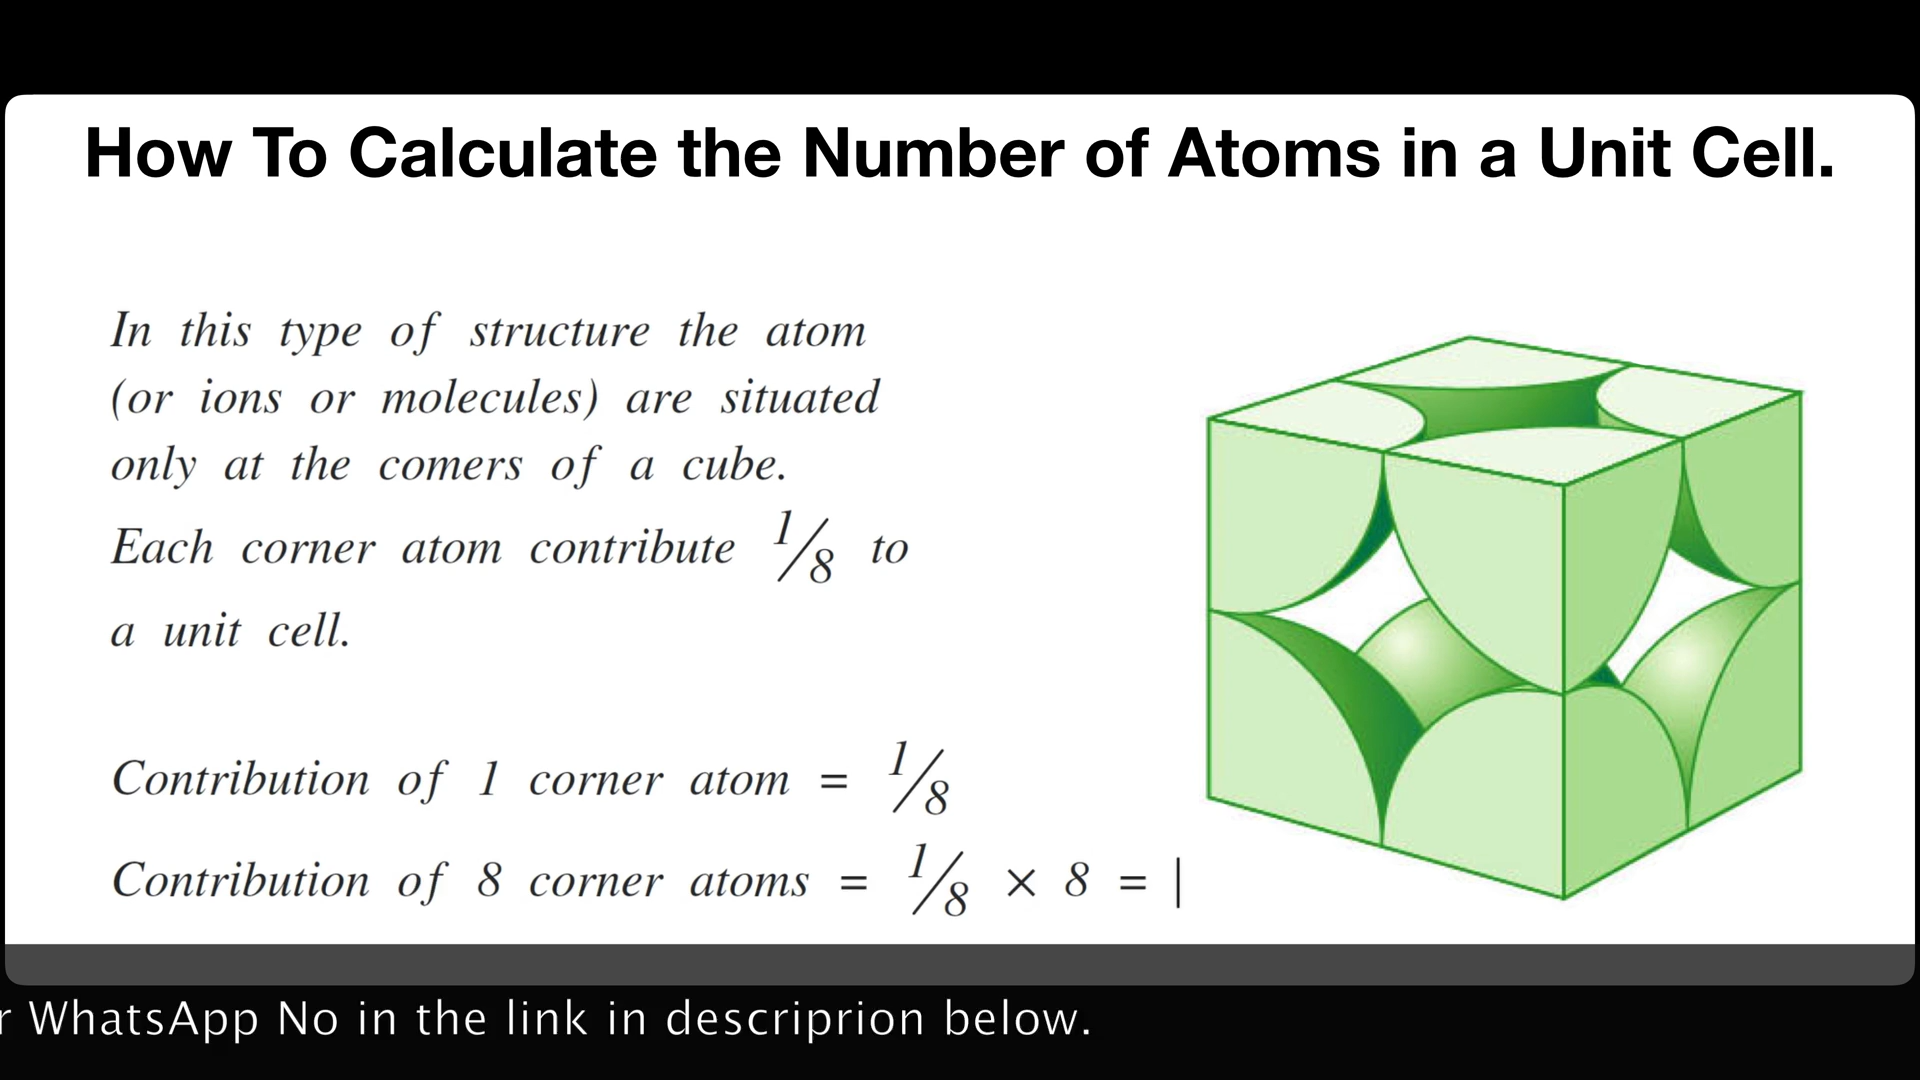 How To Calculate the Number of Atoms in a Unit Cell.
In this type of structure the atom
(or ions or molecules) are situated
only at the comers of a cube.
Each corner atom contribute 1/8 to
a unit cell.
Contribution of 1 corner atom = 1/8
Contribution of 8 corner atoms = 1/8 × 8 = |
r WhatsApp No in the link in descriprion below.